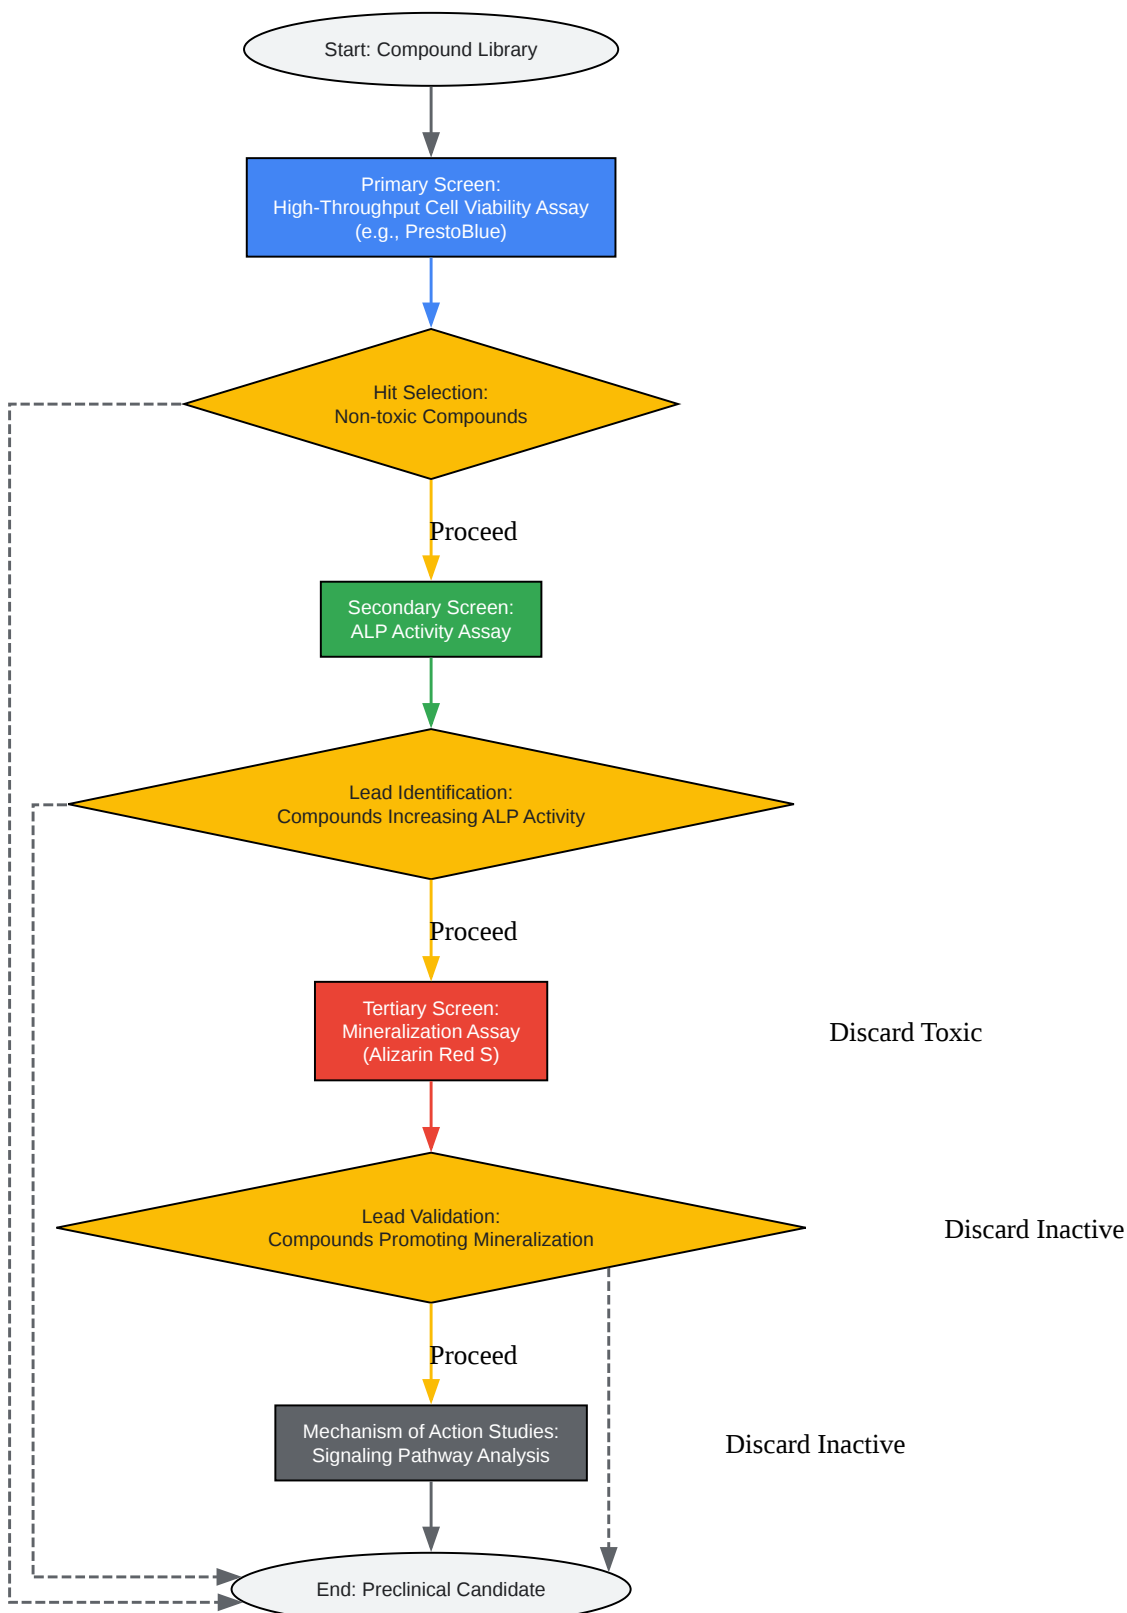 Start: Compound Library
Primary Screen:
High-Throughput Cell Viability Assay
(e.g., PrestoBlue)
Hit Selection:
Non-toxic Compounds
Proceed
Secondary Screen:
ALP Activity Assay
Lead Identification:
Compounds Increasing ALP Activity
Proceed
Tertiary Screen:
Mineralization Assay
(Alizarin Red S)
Discard Toxic
Lead Validation:
Compounds Promoting Mineralization
Discard Inactive
Proceed
Mechanism of Action Studies:
Signaling Pathway Analysis
Discard Inactive
End: Preclinical Candidate